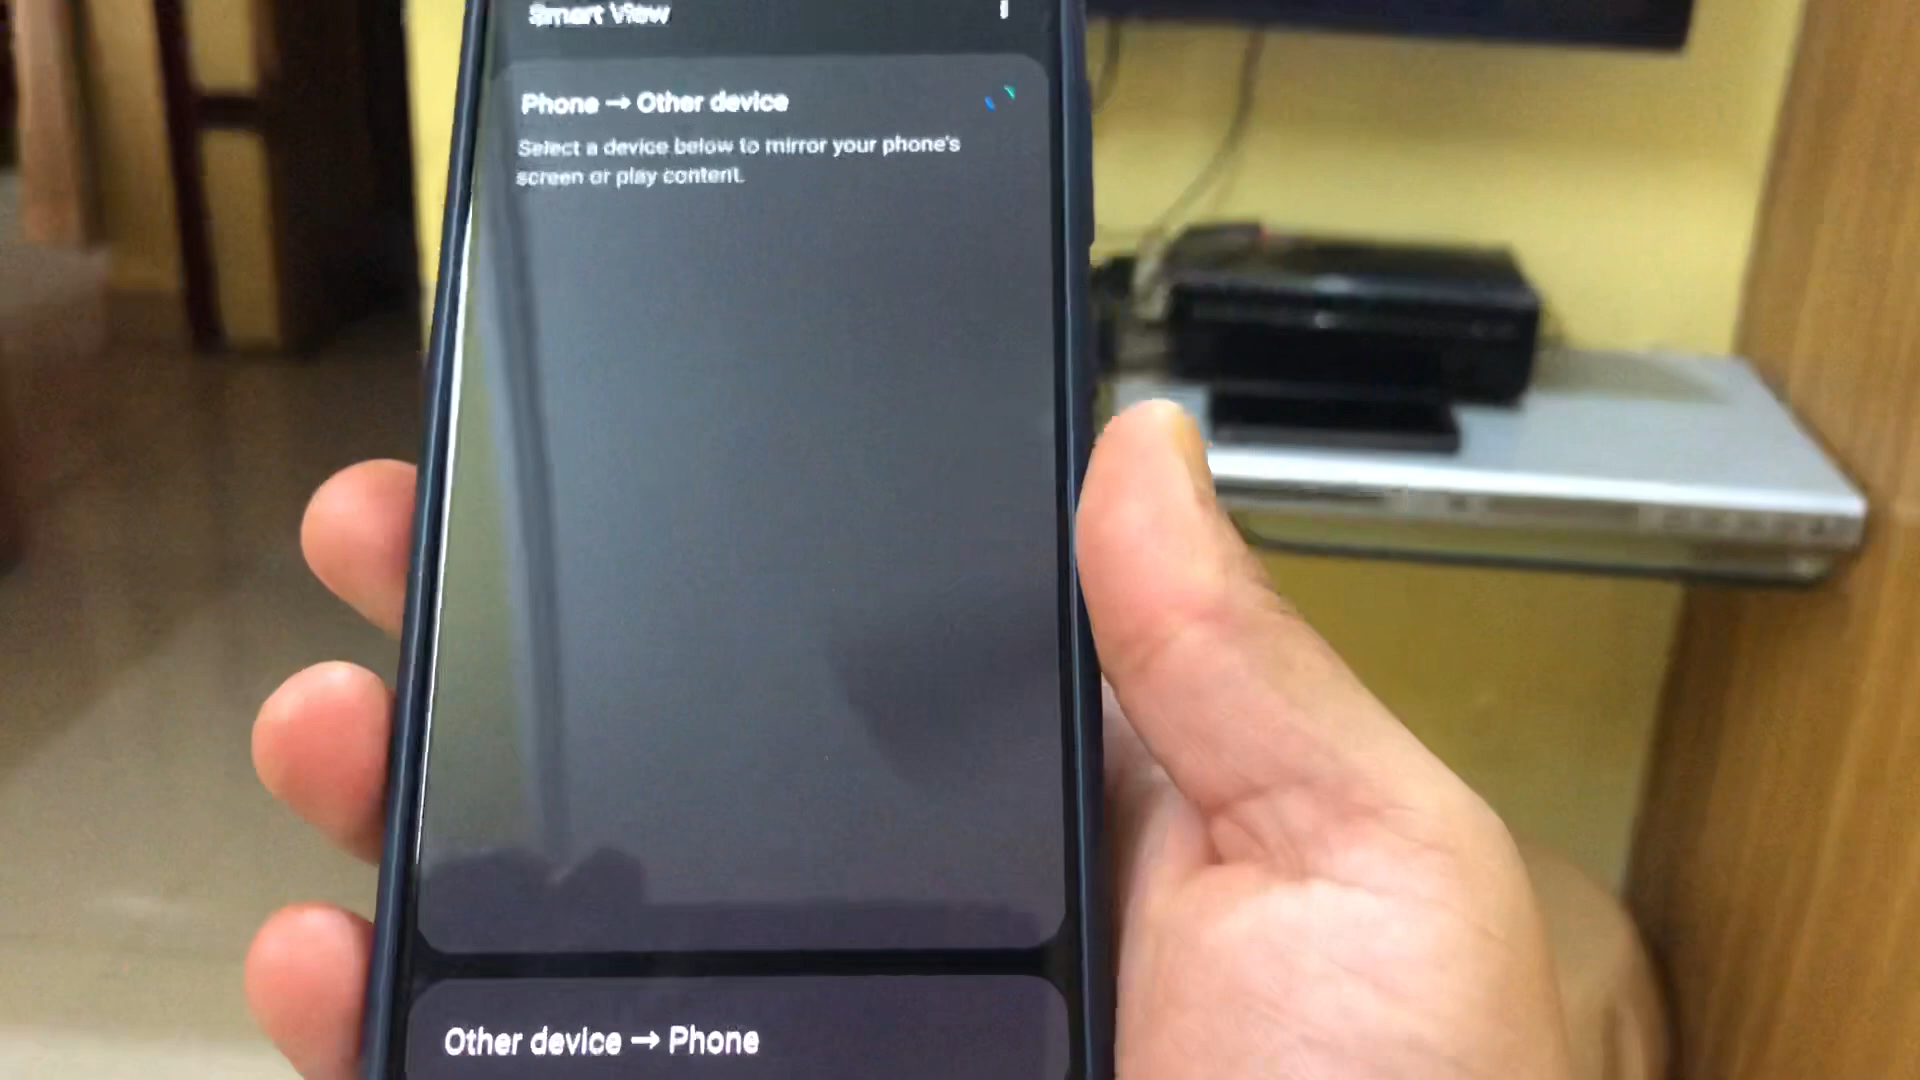 Smart View
Phone → Other device
Select a device below to mirror your phone's
screen or play content.
Other device → Phone